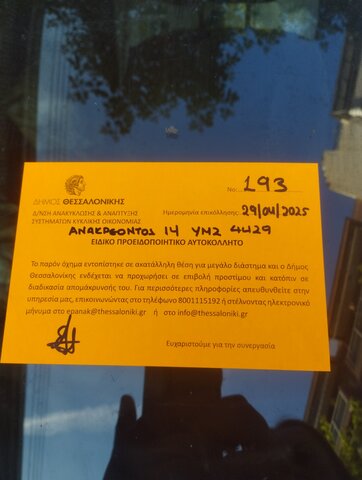 ΔΗΜΟΣ ΘΕΣΣΑΛΟΝΙΚΗΣ
No: 193
Δ/ΝΣΗ ΑΝΑΚΥΚΛΩΣΗΣ & ΑΝΑΠΤΥΞΗΣ
ΣΥΣΤΗΜΑΤΩΝ ΚΥΚΛΙΚΗΣ ΟΙΚΟΝΟΜΙΑΣ
Ημερομηνία επικόλλησης: 29/04/2025
ΑΝΑΚΡΕΟΝΤΟΣ 14 ΥΝΖ 4429
ΕΙΔΙΚΟ ΠΡΟΕΙΔΟΠΟΙΗΤΙΚΟ ΑΥΤΟΚΟΛΛΗΤΟ
Το παρόν όχημα εντοπίστηκε σε ακατάλληλη θέση για μεγάλο διάστημα και ο Δήμος
Θεσσαλονίκης ενδέχεται να προχωρήσει σε επιβολή προστίμου και κατόπιν σε
διαδικασία απομάκρυνσής του. Για περισσότερες πληροφορίες απευθυνθείτε στην
υπηρεσία μας, επικοινωνώντας στο τηλέφωνο 8001115192 ή στέλνοντας ηλεκτρονικό
μήνυμα στο epanak@thessaloniki.gr ή στο info@thessaloniki.gr
Ευχαριστούμε για την συνεργασία